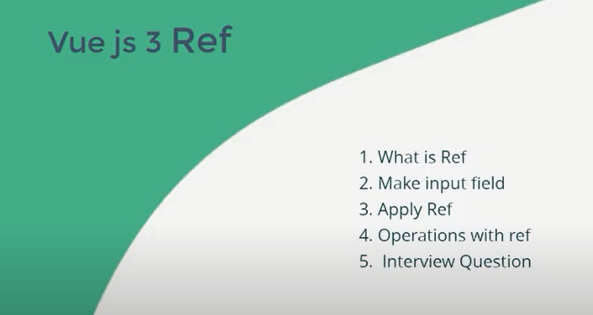 Vue js 3 Ref
1. What is Ref
2. Make input field
3. Apply Ref
4. Operations with ref
5. Interview Question